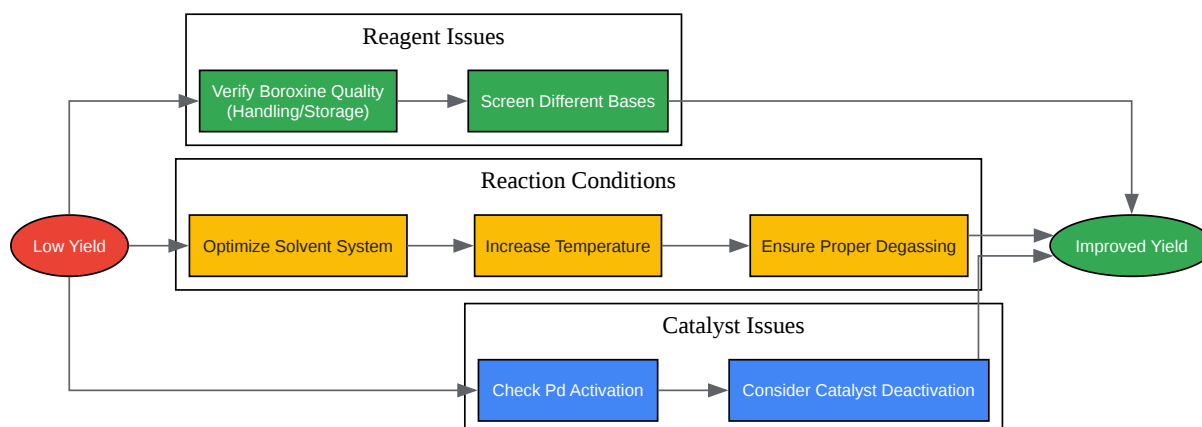 Reagent Issues
Verify Boroxine Quality
(Handling/Storage)
Screen Different Bases
Reaction Conditions
Low Yield
Optimize Solvent System
Increase Temperature
Ensure Proper Degassing
Improved Yield
Catalyst Issues
Check Pd Activation
Consider Catalyst Deactivation